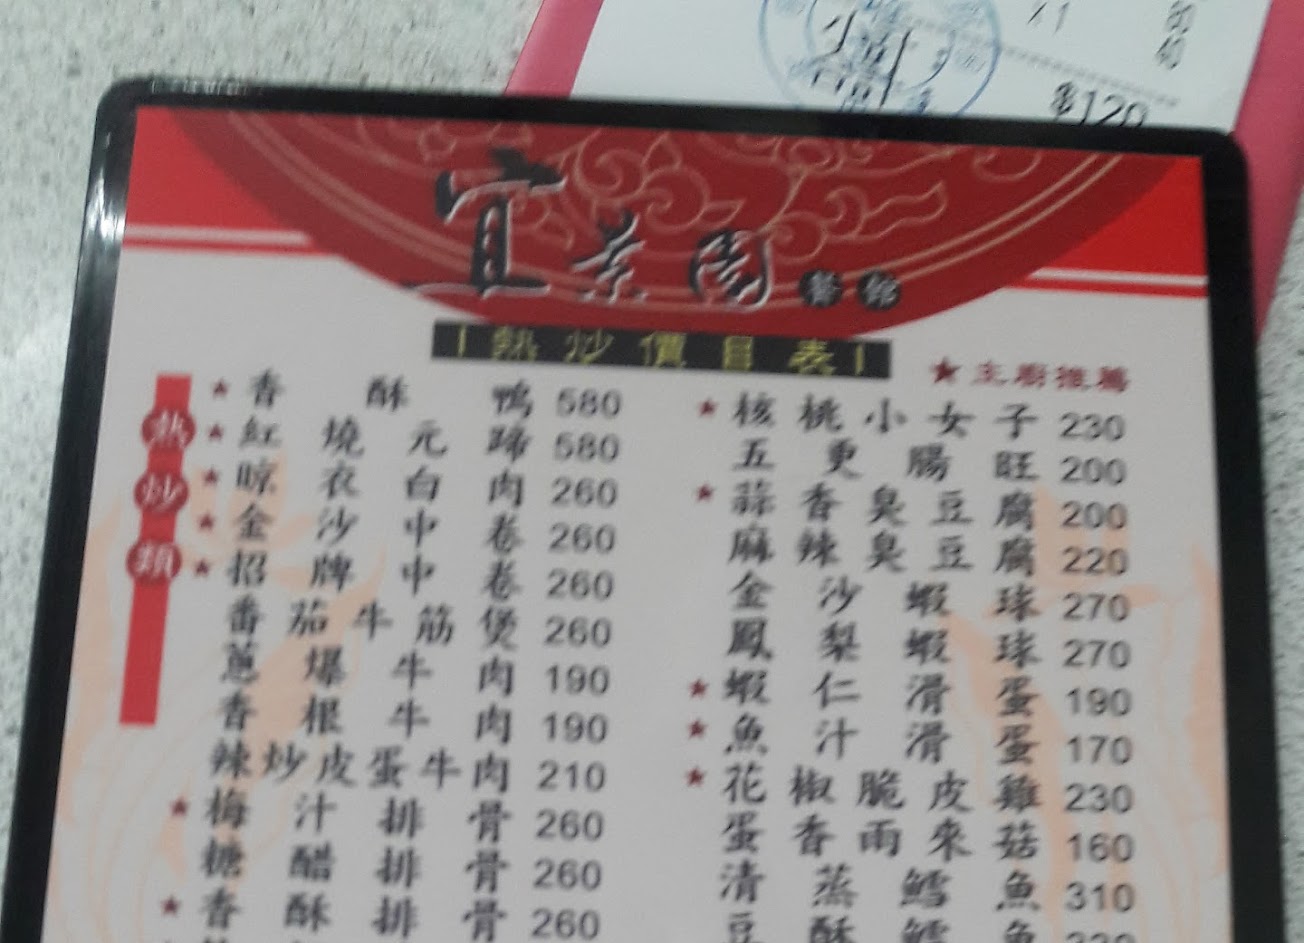 $120
宜園
餐館
熱炒價目表
★主廚推薦
熱炒類
★香酥鴨 580
★紅燒元蹄 580
★晾衣白肉 260
★金沙中卷 260
★招牌中卷 260
番茄牛筋煲 260
蔥爆牛肉 190
香根牛肉 190
辣炒皮蛋牛肉 210
★梅汁排骨 260
糖醋排骨 260
★香酥排骨 260
★核桃小女子 230
五更腸旺 200
★蒜香臭豆腐 200
麻辣臭豆腐 220
金沙蝦球 270
鳳梨蝦球 270
★蝦仁滑蛋 190
★魚汁滑蛋 170
★花椒脆皮雞 230
蛋香雨來菇 160
清蒸鱈魚 310
豆酥鱈魚